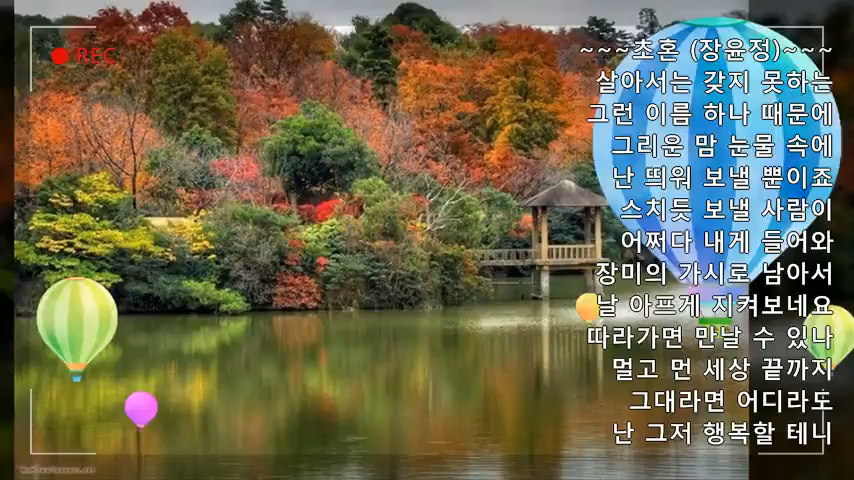 REC
~~~초혼 (장윤정)~~~
살아서는 갖지 못하는
그런 이름 하나 때문에
그리운 맘 눈물 속에
난 띄워 보낼 뿐이죠
스치듯 보낼 사람이
어쩌다 내게 들어와
장미의 가시로 남아서
날 아프게 지켜보네요
따라가면 만날 수 있나
멀고 먼 세상 끝까지
그대라면 어디라도
난 그저 행복할 테니